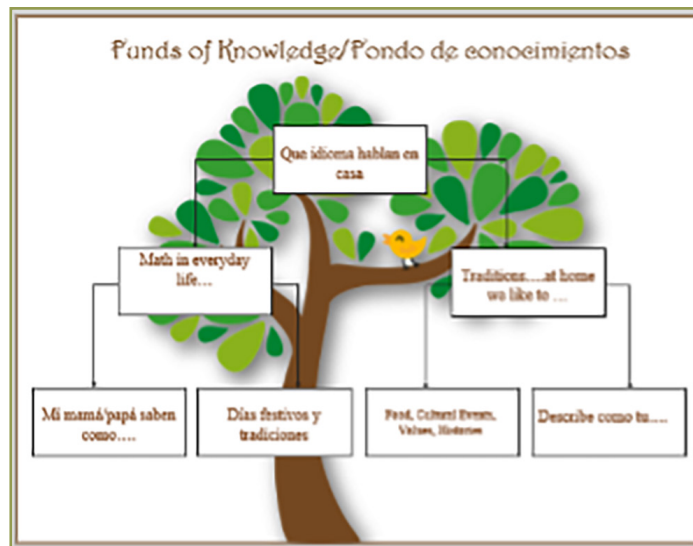 Funds of Knowledge/Fondo de conocimientos
Que idioma hablan en
casa
Math in everyday
life....
Traditions.....at home
we like to ...
Mi mamá/papá saben
como.....
Días festivos y
tradiciones
Food, Cultural Events,
Values, Histories
Describe como tu.....